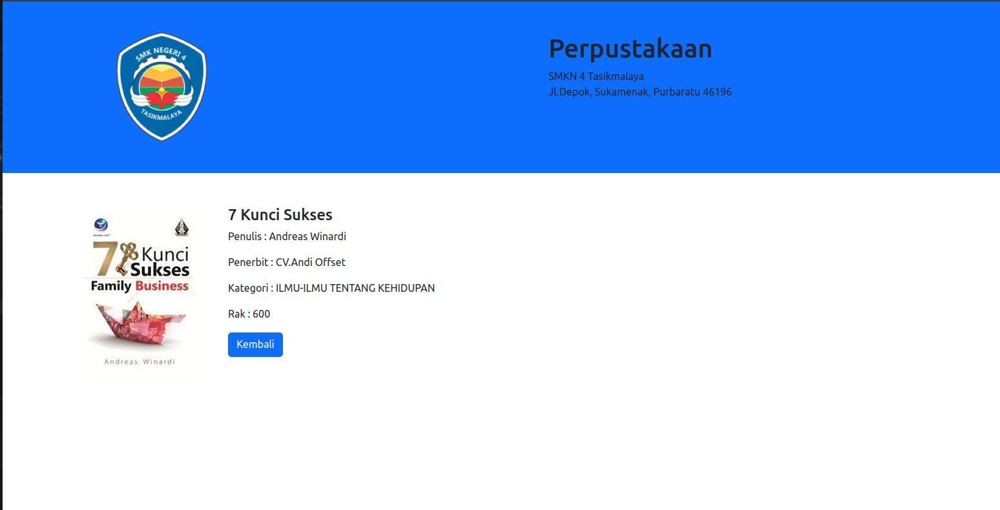 SMK NEGERI 4
TASIKMALAYA
Perpustakaan
SMKN 4 Tasikmalaya
Jl.Depok, Sukamenak, Purbaratu 46196
7 Kunci
Sukses
Family Business
Andreas Winardi
7 Kunci Sukses
Penulis : Andreas Winardi
Penerbit : CV.Andi Offset
Kategori : ILMU-ILMU TENTANG KEHIDUPAN
Rak : 600
Kembali